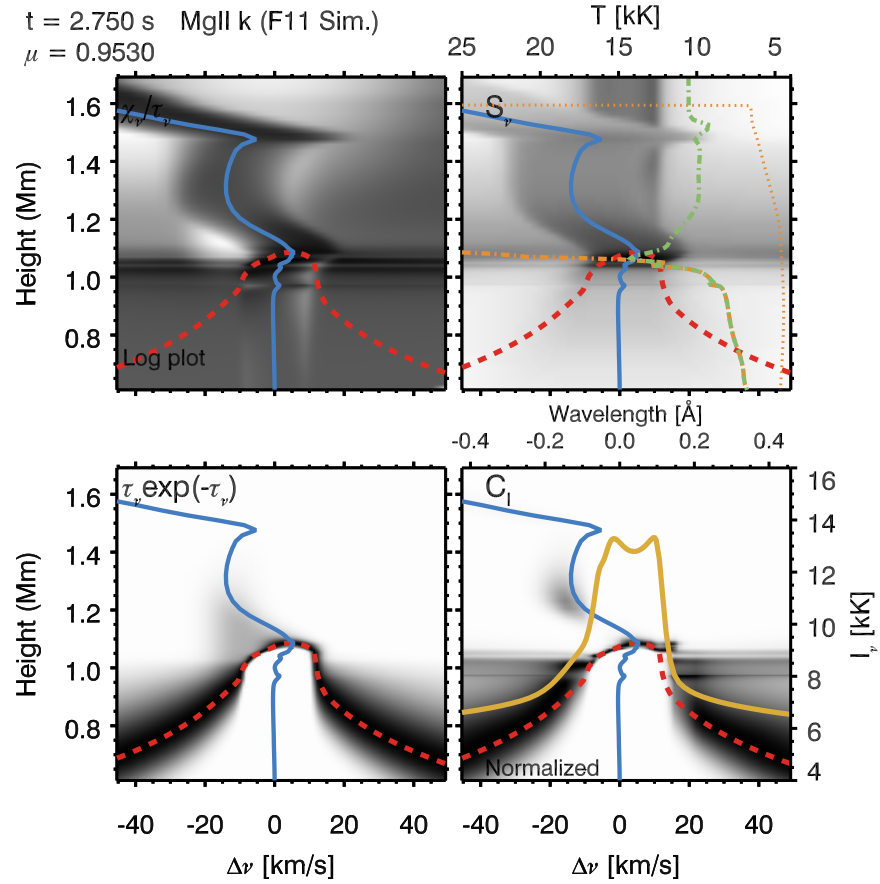 t = 2.750 s MgII k (F11 Sim.)
μ = 0.9530
T [kK]
25 20 15 10 5
χν/τν
Sν
1.6
1.4
1.2
1.0
0.8
Height (Mm)
Log plot
Wavelength [Å]
-0.4 -0.2 0.0 0.2 0.4
τνexp(-τν)
CI
1.6
1.4
1.2
1.0
0.8
Height (Mm)
16
14
12
10
8
6
4
Iν [kK]
Normalized
-40 -20 0 20 40
-40 -20 0 20 40
Δν [km/s]
Δν [km/s]